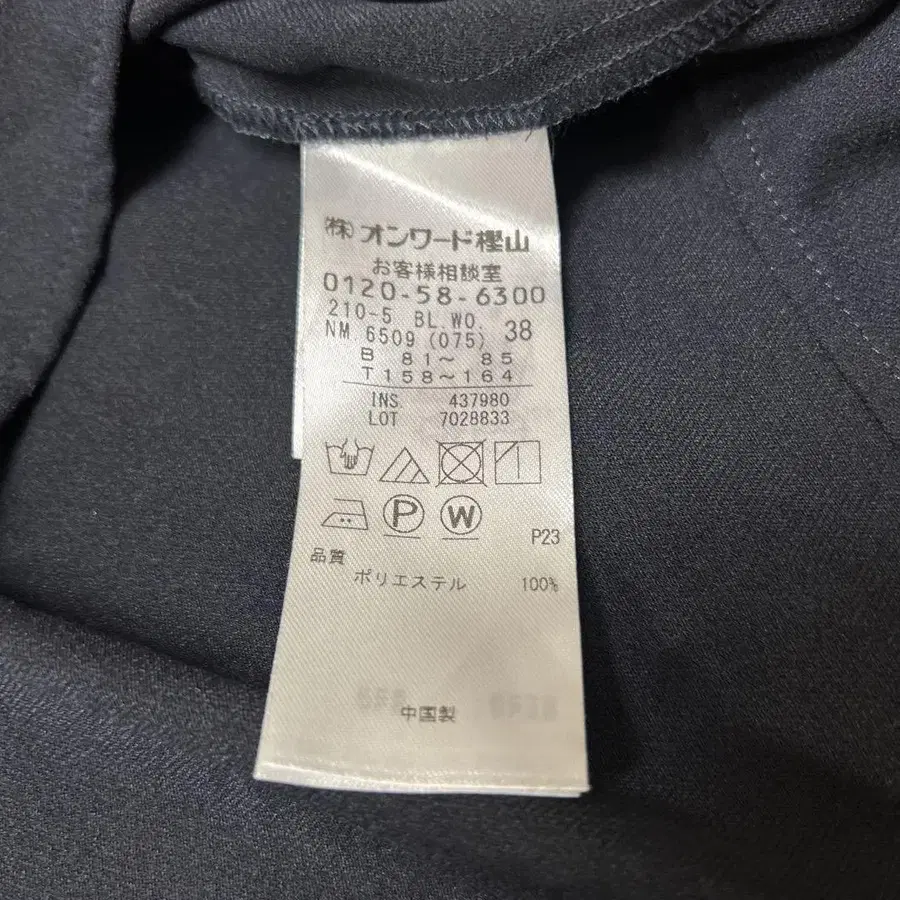 ㈱オンワード樫山
お客様相談室
0120-58-6300
210-5 BL.WO. 38
NM. 6509 (075)
B 81〜 85
T 158〜164
INS 437980
LOT 7028833
P W
P23
品質
ポリエステル 100%
中国製